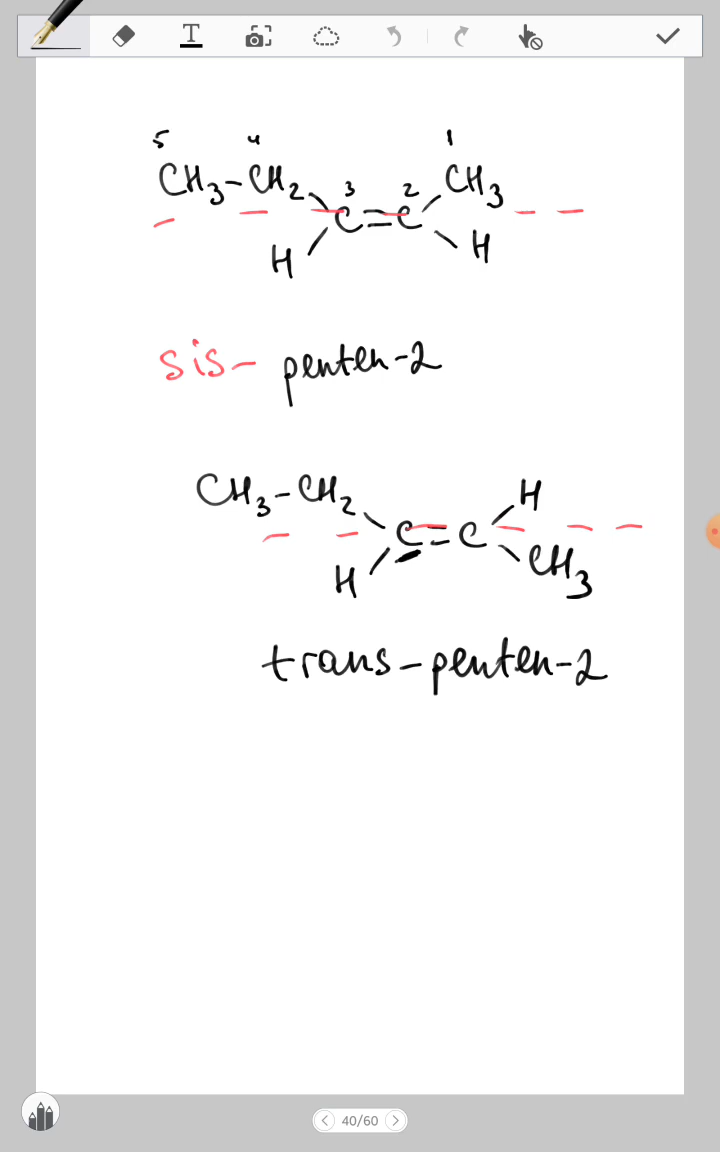 T
5 4 1
CH3-CH2 3 2 CH3
C=C
H H
sis- penten-2
CH3-CH2 H
C=C
H CH3
trans-penten-2
40/60